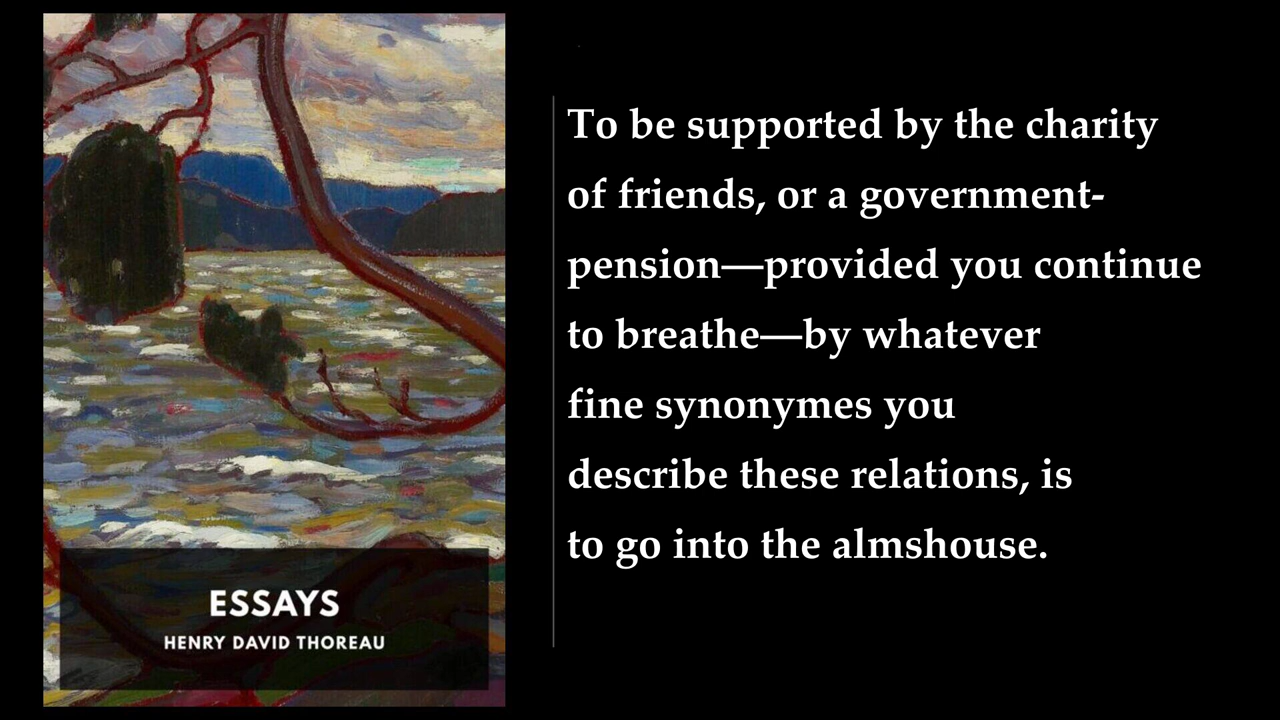 ESSAYS
HENRY DAVID THOREAU
To be supported by the charity
of friends, or a government-
pension—provided you continue
to breathe—by whatever
fine synonymes you
describe these relations, is
to go into the almshouse.